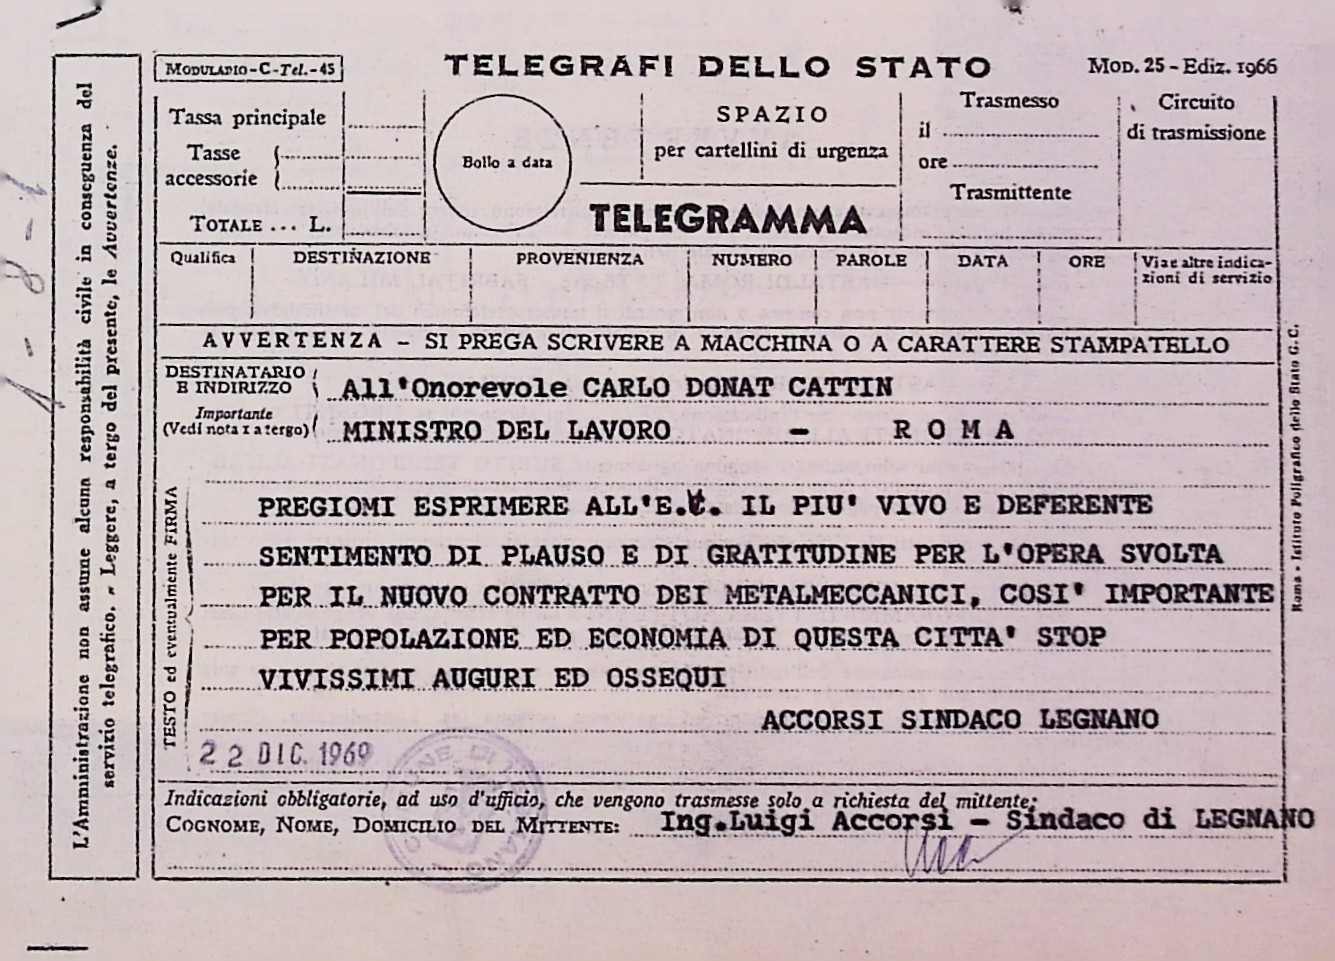 MODULARIO-C-Tel.-45
TELEGRAFI DELLO STATO
MOD. 25 - Ediz. 1966
Tassa principale
Tasse
accessorie
TOTALE ... L.
Bollo a data
SPAZIO
per cartellini di urgenza
TELEGRAMMA
Trasmesso
il
ore
Trasmittente
Circuito
di trasmissione
Qualifica DESTINAZIONE PROVENIENZA NUMERO PAROLE DATA ORE Via e altre indica-
zioni di servizio
AVVERTENZA - SI PREGA SCRIVERE A MACCHINA O A CARATTERE STAMPATELLO
DESTINATARIO
E INDIRIZZO
Importante
(Vedi nota 1 a tergo)
All'Onorevole CARLO DONAT CATTIN
MINISTRO DEL LAVORO - R O M A
TESTO ed eventualmente FIRMA
PREGIOMI ESPRIMERE ALL'E.V. IL PIU' VIVO E DEFERENTE
SENTIMENTO DI PLAUSO E DI GRATITUDINE PER L'OPERA SVOLTA
PER IL NUOVO CONTRATTO DEI METALMECCANICI, COSI' IMPORTANTE
PER POPOLAZIONE ED ECONOMIA DI QUESTA CITTA' STOP
VIVISSIMI AUGURI ED OSSEQUI
ACCORSI SINDACO LEGNANO
22 DIC. 1969
COMUNE DI LEGNANO
Indicazioni obbligatorie, ad uso d'ufficio, che vengono trasmesse solo a richiesta del mittente:
COGNOME, NOME, DOMICILIO DEL MITTENTE: Ing.Luigi Accorsi - Sindaco di LEGNANO
L'Amministrazione non assume alcuna responsabilità civile in conseguenza del
servizio telegrafico. - Leggere, a tergo del presente, le Avvertenze.
Roma - Istituto Poligrafico dello Stato G.C.